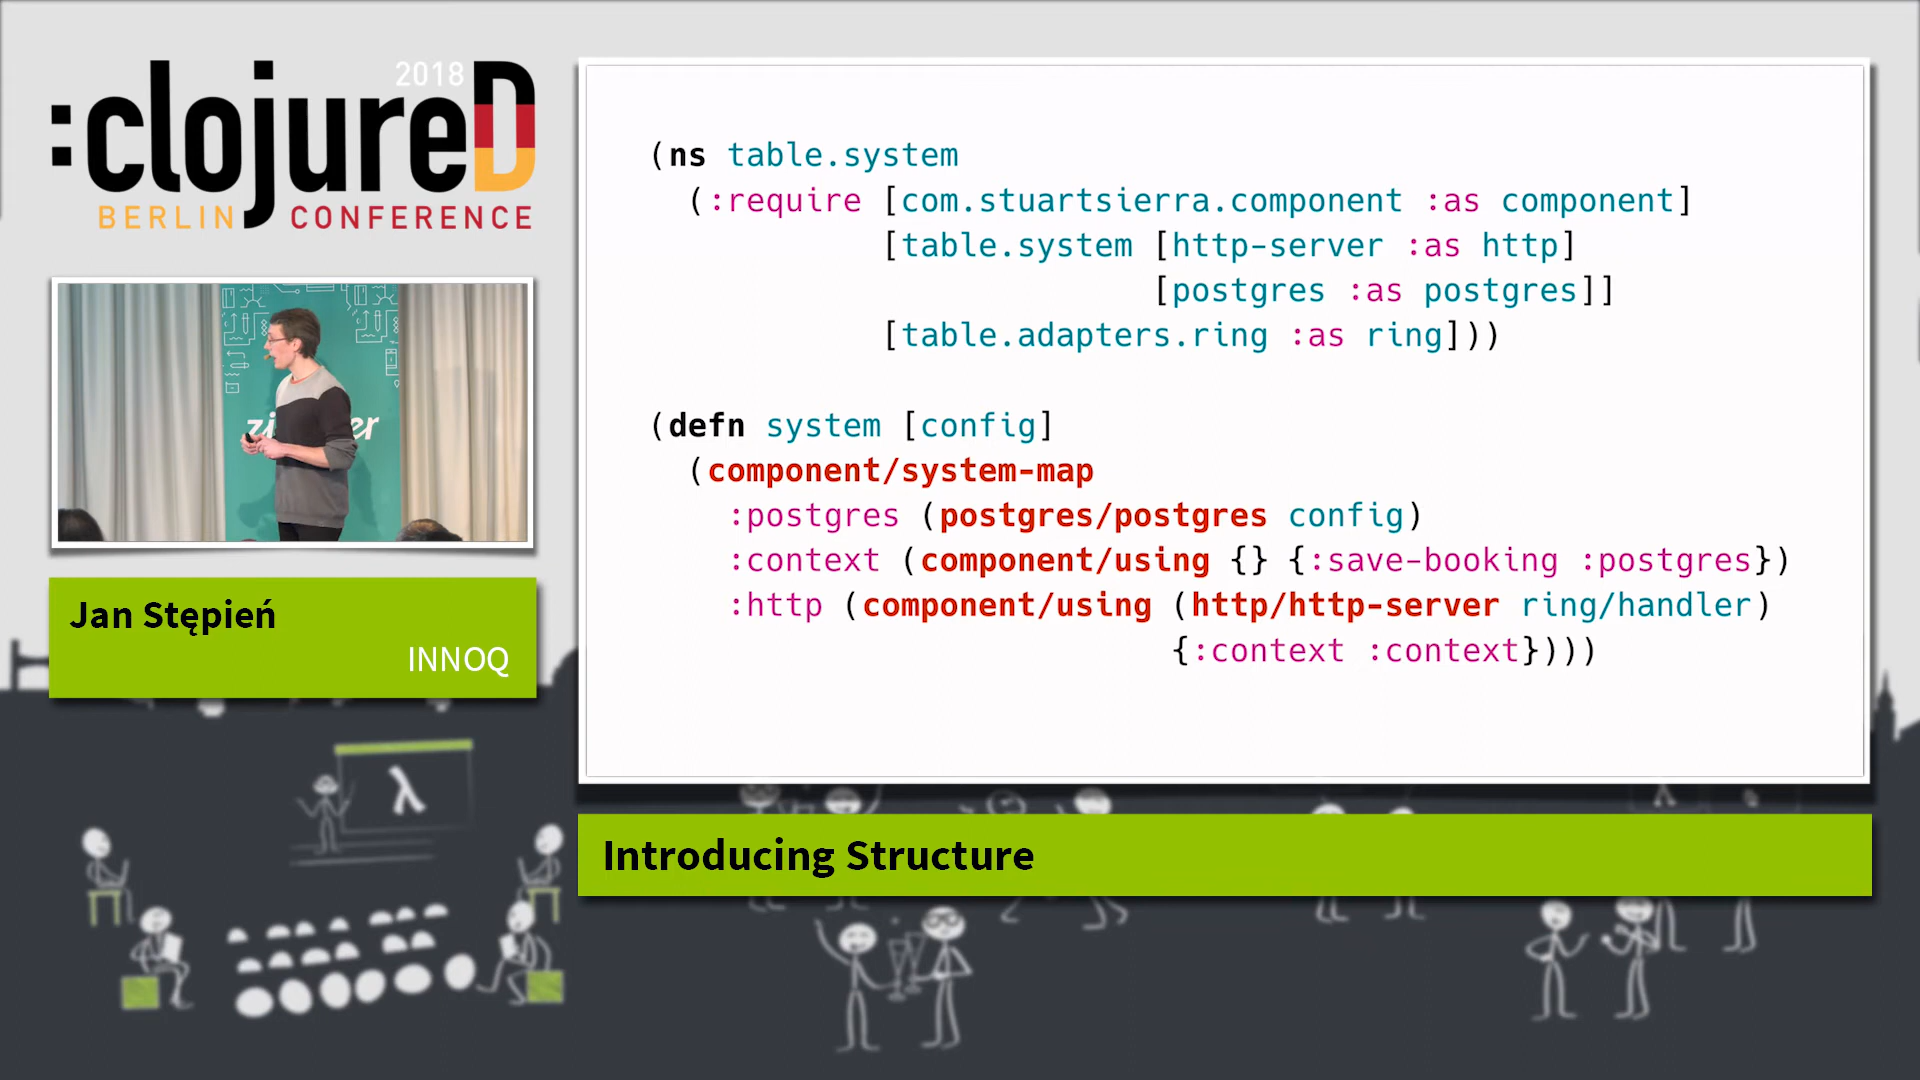 2018
:clojureD
BERLIN CONFERENCE
Jan Stępień
INNOQ
(ns table.system
(:require [com.stuartsierra.component :as component]
[table.system [http-server :as http]
[postgres :as postgres]]
[table.adapters.ring :as ring]))
(defn system [config]
(component/system-map
:postgres (postgres/postgres config)
:context (component/using {} {:save-booking :postgres})
:http (component/using (http/http-server ring/handler)
{:context :context})))
Introducing Structure
λ